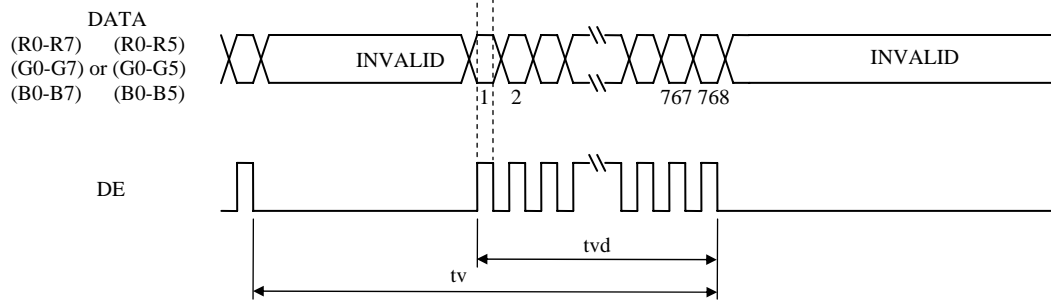 DATA
(R0-R7) (R0-R5)
(G0-G7) or (G0-G5)
(B0-B7) (B0-B5)
INVALID
INVALID
1 2 767 768
DE
tvd
tv